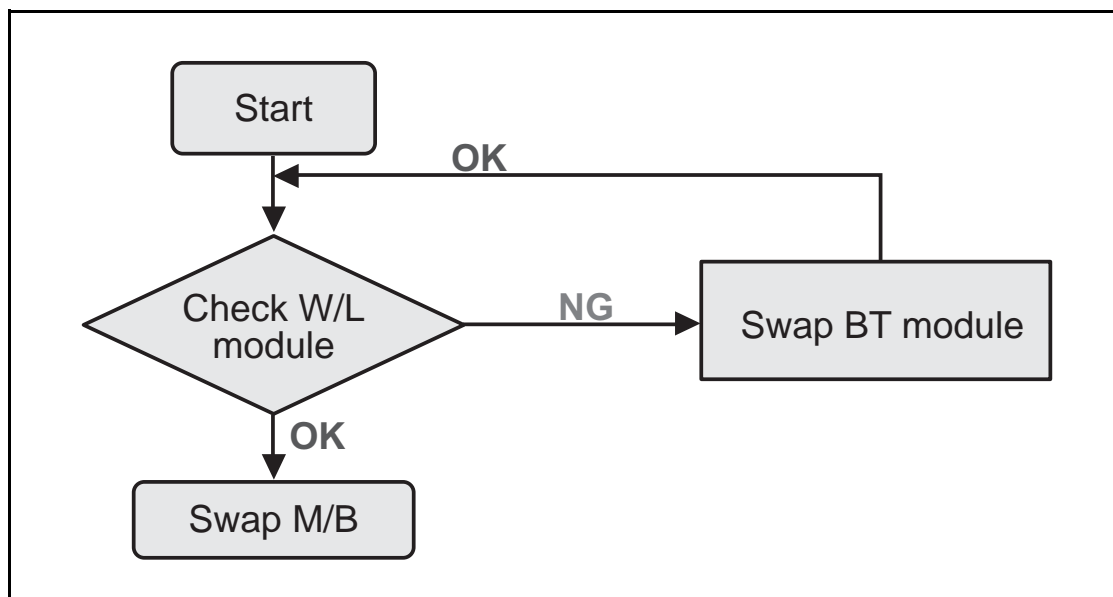 Start
OK
Check W/L
module
NG
Swap BT module
OK
Swap M/B